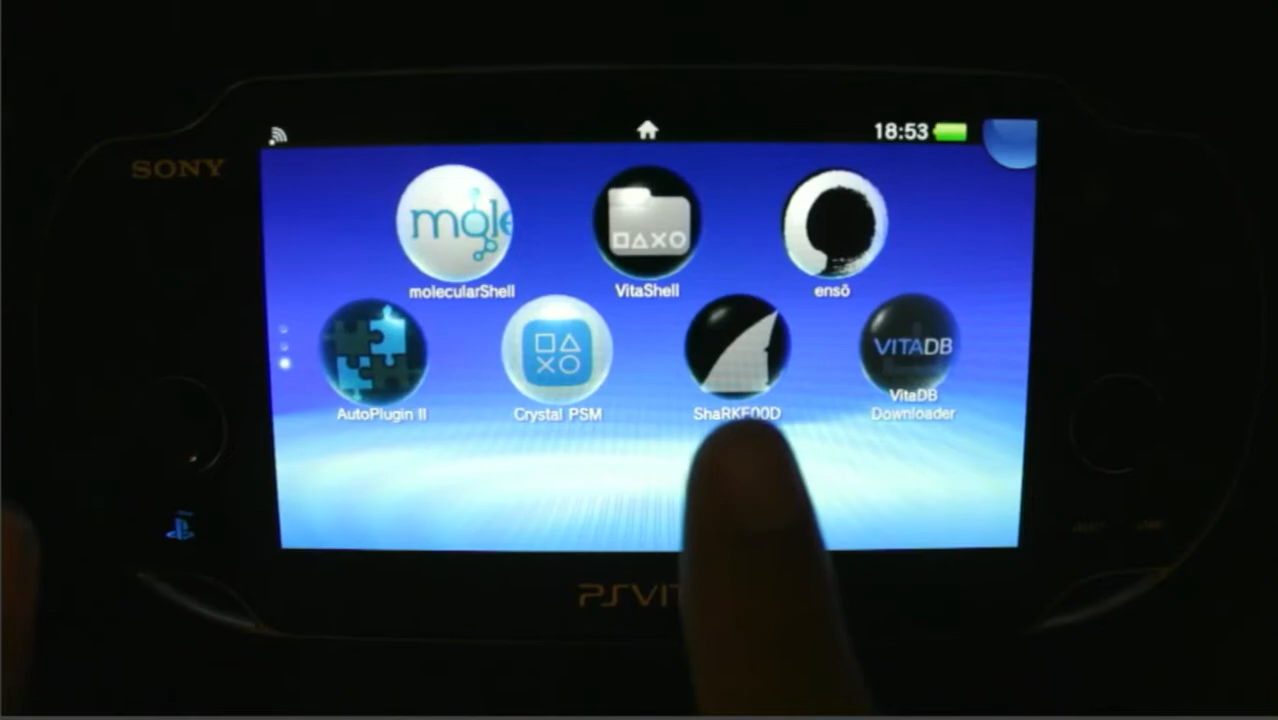 18:53
SONY
mole
molecularShell
VitaShell
ensō
VITADB
AutoPlugin II
Crystal PSM
ShaRKF00D
VitaDB
Downloader
PSVIT